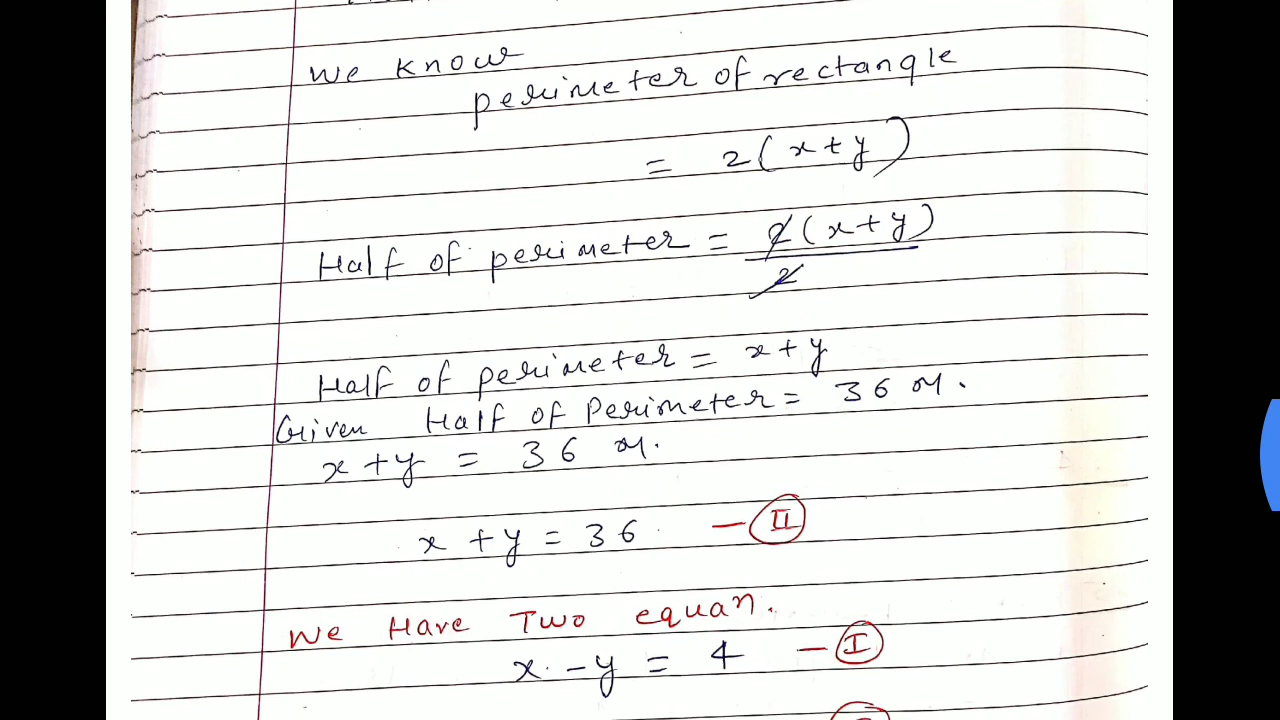 We know
perimeter of rectangle
= 2(x+y)
Half of perimeter = 2(x+y)
2
Half of perimeter = x+y
Given Half of Perimeter = 36 M.
x+y = 36 M.
x+y = 36 - II
We Have Two equan.
x - y = 4 - I